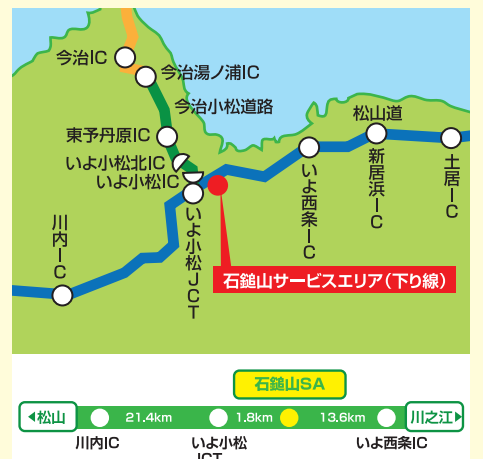 今治IC
今治湯ノ浦IC
今治小松道路
松山道
東予丹原IC
いよ小松北IC
いよ小松IC
土居IC
新居浜IC
いよ西条IC
いよ小松JCT
川内IC
石鎚山サービスエリア(下り線)
石鎚山SA
松山
21.4km
1.8km
13.6km
川之江
川内IC
いよ小松
JCT
いよ西条IC